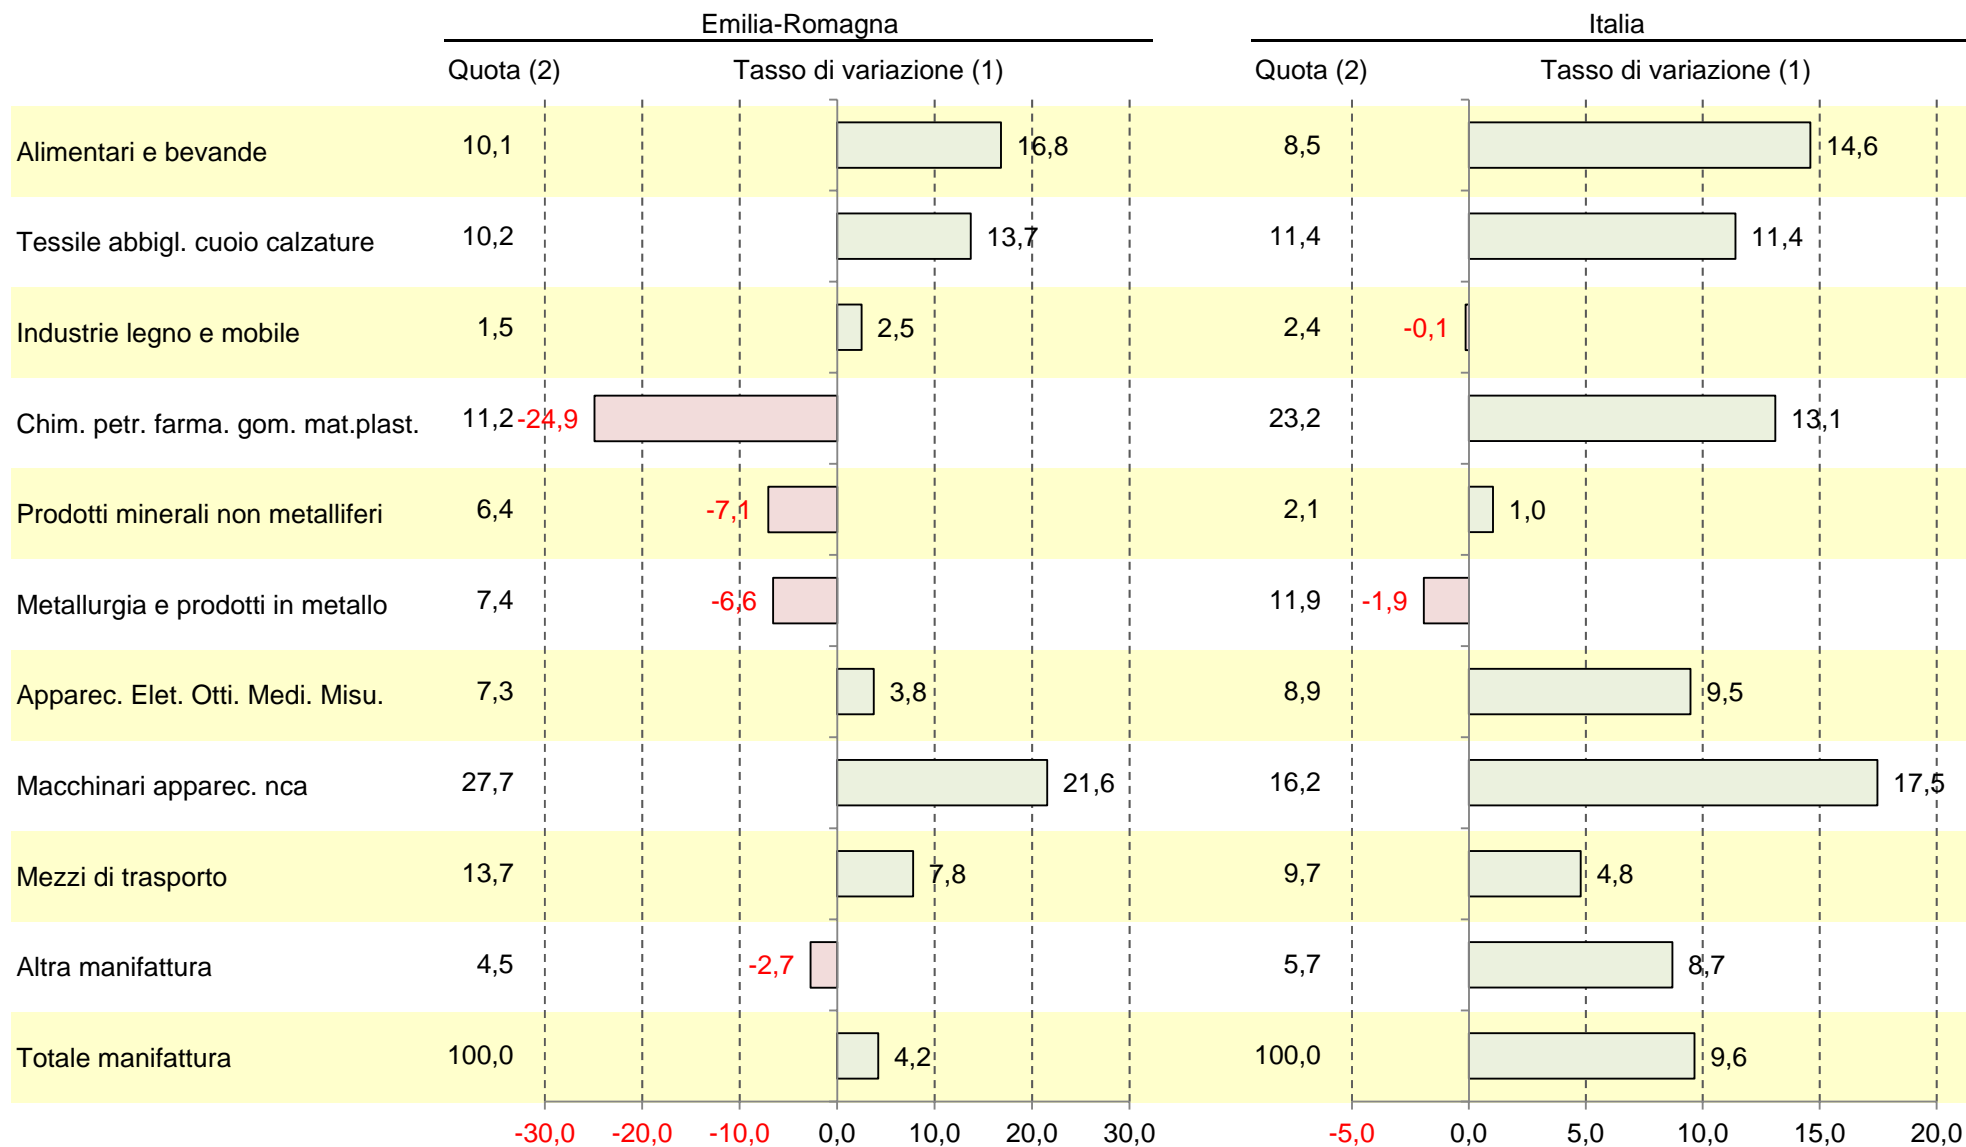 Emilia-Romagna Italia
Quota (2) Tasso di variazione (1) Quota (2) Tasso di variazione (1)
Alimentari e bevande 10,1 16,8 8,5 14,6
Tessile abbigl. cuoio calzature 10,2 13,7 11,4 11,4
Industrie legno e mobile 1,5 2,5 2,4 -0,1
Chim. petr. farma. gom. mat.plast. 11,2 -24,9 23,2 13,1
Prodotti minerali non metalliferi 6,4 -7,1 2,1 1,0
Metallurgia e prodotti in metallo 7,4 -6,6 11,9 -1,9
Apparec. Elet. Otti. Medi. Misu. 7,3 3,8 8,9 9,5
Macchinari apparec. nca 27,7 21,6 16,2 17,5
Mezzi di trasporto 13,7 7,8 9,7 4,8
Altra manifattura 4,5 -2,7 5,7 8,7
Totale manifattura 100,0 4,2 100,0 9,6
-30,0 -20,0 -10,0 0,0 10,0 20,0 30,0 -5,0 0,0 5,0 10,0 15,0 20,0